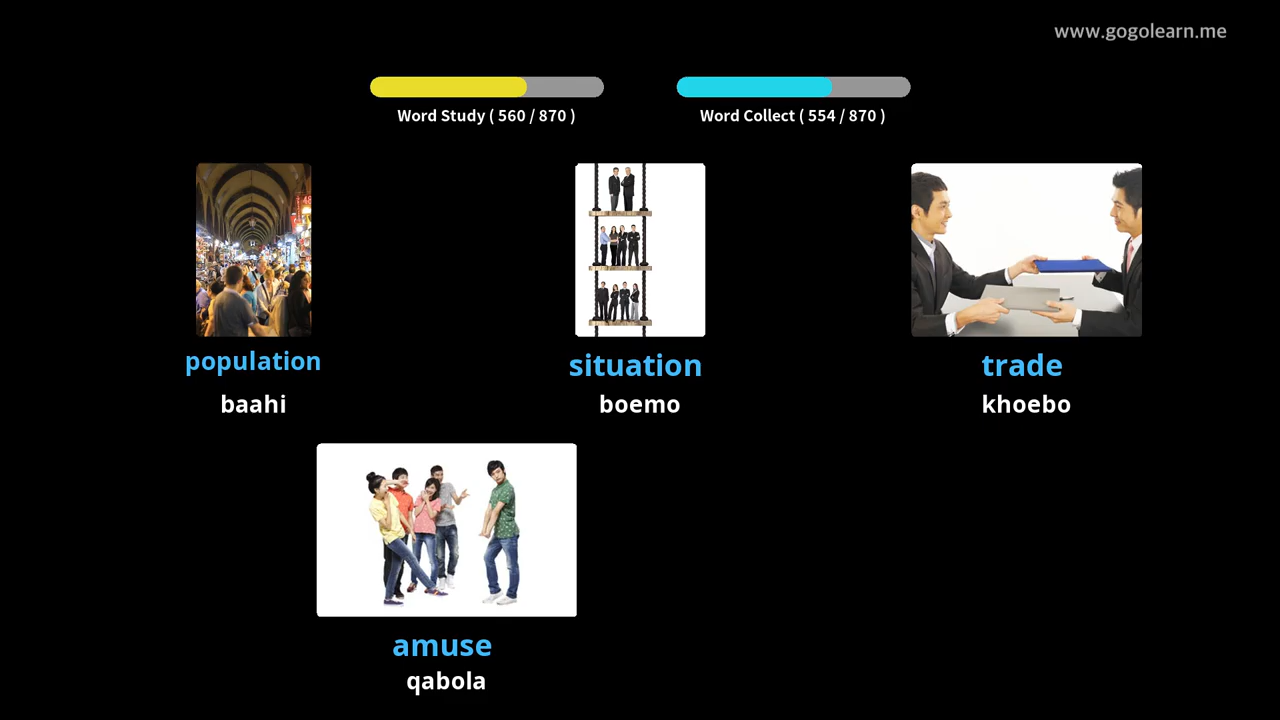 www.gogolearn.me
Word Study ( 560 / 870 )
Word Collect ( 554 / 870 )
population
situation
trade
baahi
boemo
khoebo
amuse
qabola